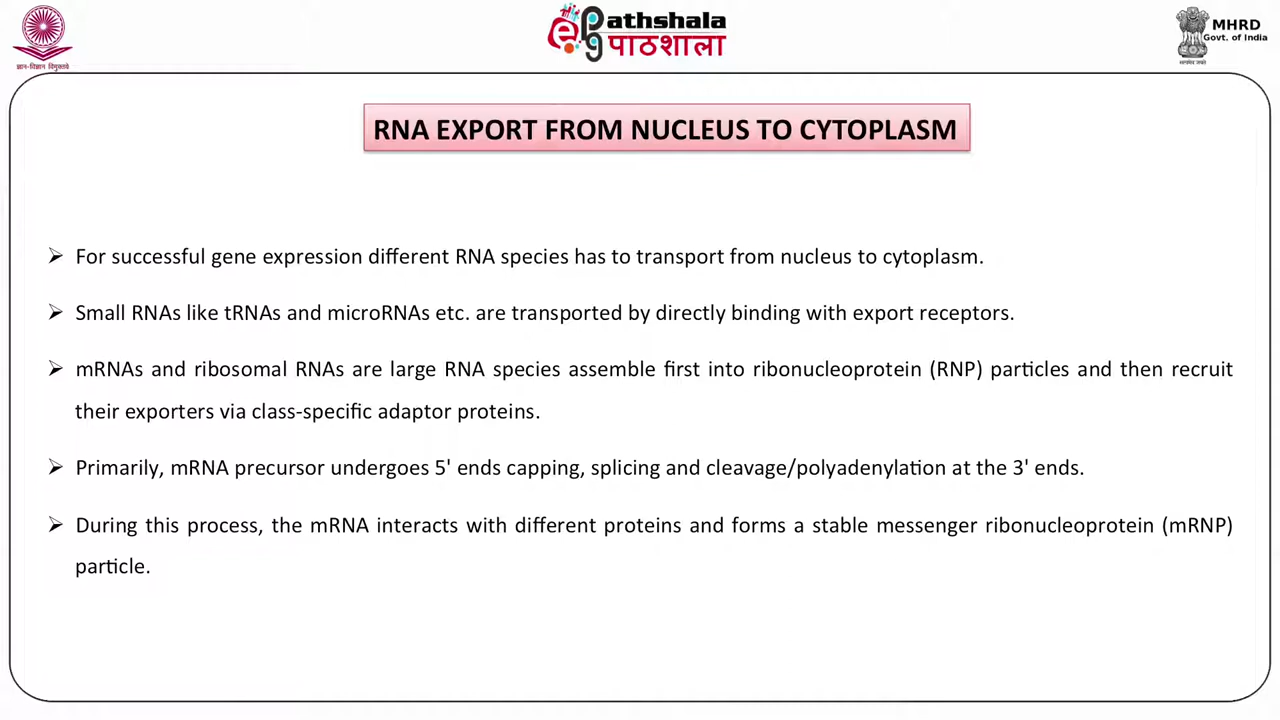 ePathshala
पाठशाला
MHRD
Govt. of India
ज्ञान-विज्ञान विमुक्तये
सत्यमेव जयते
RNA EXPORT FROM NUCLEUS TO CYTOPLASM
➢ For successful gene expression different RNA species has to transport from nucleus to cytoplasm.
➢ Small RNAs like tRNAs and microRNAs etc. are transported by directly binding with export receptors.
➢ mRNAs and ribosomal RNAs are large RNA species assemble first into ribonucleoprotein (RNP) particles and then recruit
their exporters via class-specific adaptor proteins.
➢ Primarily, mRNA precursor undergoes 5' ends capping, splicing and cleavage/polyadenylation at the 3' ends.
➢ During this process, the mRNA interacts with different proteins and forms a stable messenger ribonucleoprotein (mRNP)
particle.